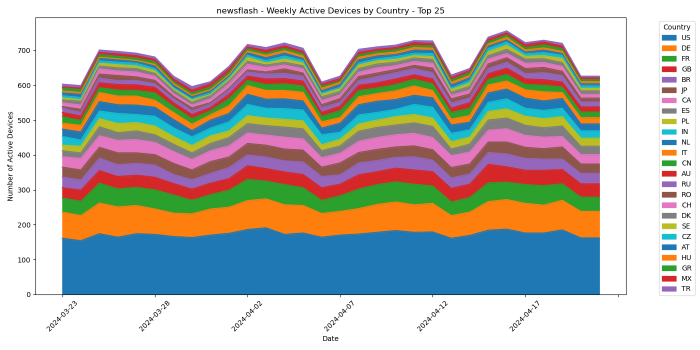 newsflash - Weekly Active Devices by Country - Top 25
Number of Active Devices
700
600
500
400
300
200
100
0
2024-03-23
2024-03-28
2024-04-02
2024-04-07
2024-04-12
2024-04-17
Date
Country
US
DE
FR
GB
BR
JP
CA
ES
PL
IN
NL
IT
CN
AU
RU
RO
CH
DK
SE
CZ
AT
HU
GR
MX
TR